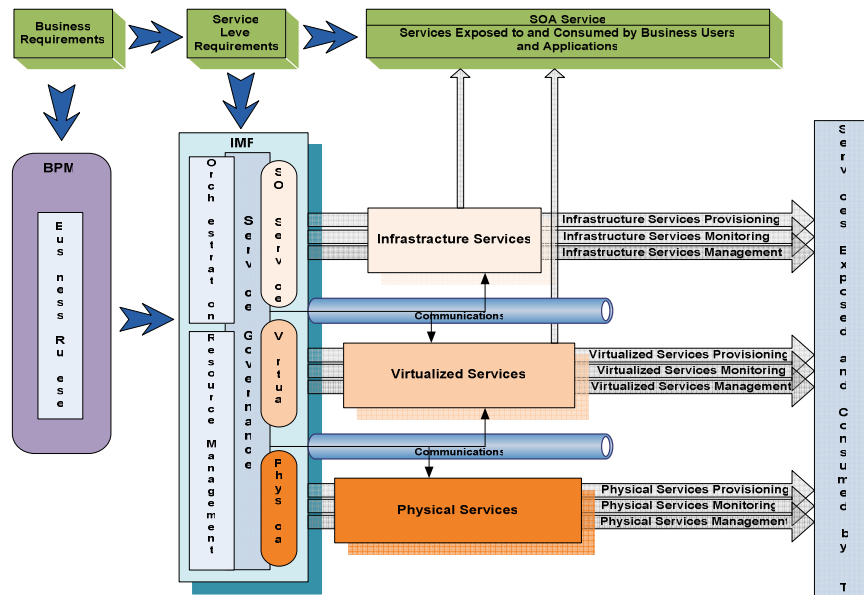 Business
Requirements
Service
Leve
Requirements
SOA Service
Services Exposed to and Consumed by Business Users
and Applications
BPM
Eus ness Ru ese
IMF
Orch estrat on
Resource Management
Serv ce Governance
SO Serv ce
V rtua
Phys ca
Infrastracture Services
Infrastructure Services Provisioning
Infrastructure Services Monitoring
Infrastructure Services Management
Communications
Virtualized Services
Virtualized Services Provisioning
Virtualized Services Monitoring
Virtualized Services Management
Communications
Physical Services
Physical Services Provisioning
Physical Services Monitoring
Physical Services Management
Serv ces Exposed and Consumed by T